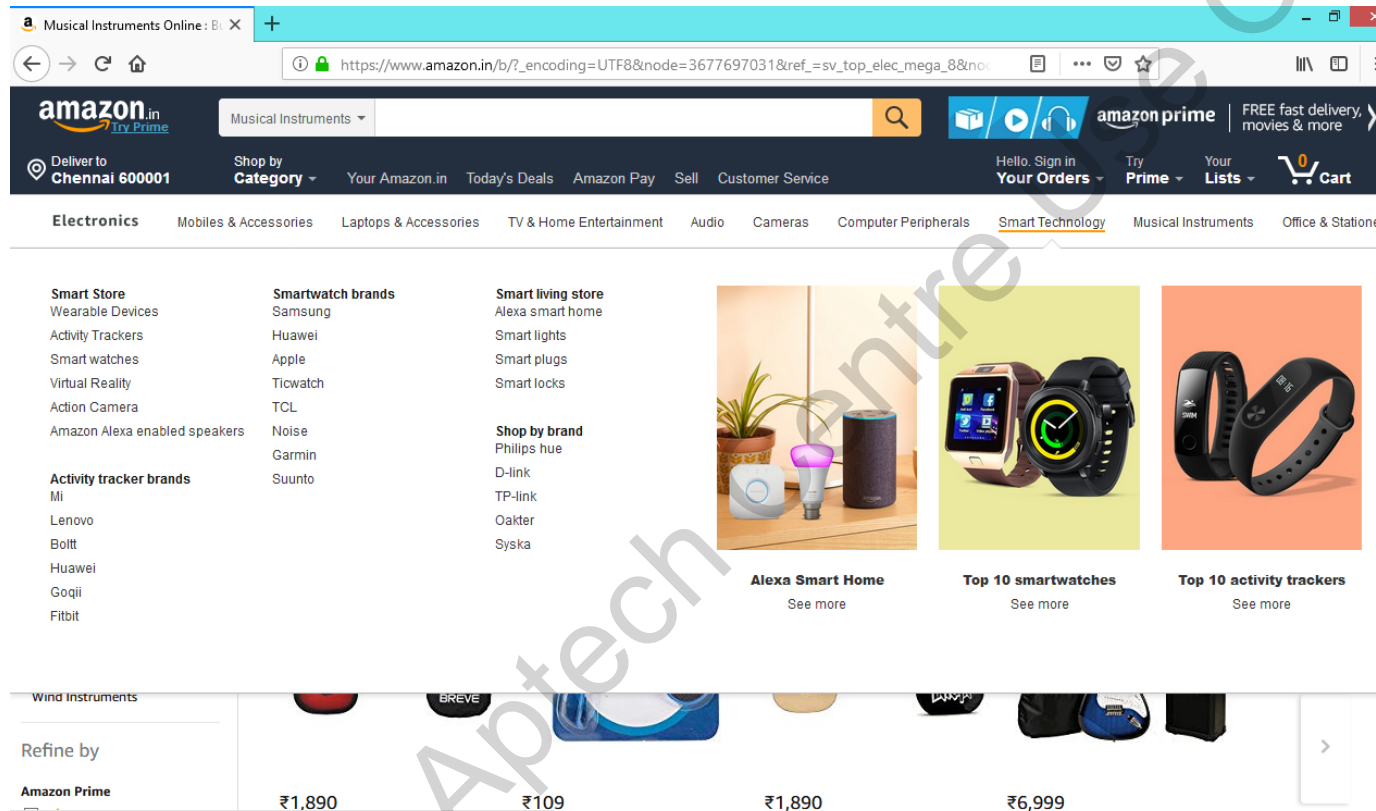 Musical Instruments Online : Bu
https://www.amazon.in/b/?_encoding=UTF8&node=3677697031&ref_=sv_top_elec_mega_8&no
amazon.in
Try Prime
Musical Instruments
amazon prime
FREE fast delivery,
movies & more
Deliver to
Chennai 600001
Shop by
Category
Your Amazon.in Today's Deals Amazon Pay Sell Customer Service
Hello. Sign in
Your Orders
Try
Prime
Your
Lists
0
Cart
Electronics Mobiles & Accessories Laptops & Accessories TV & Home Entertainment Audio Cameras Computer Peripherals Smart Technology Musical Instruments Office & Statione
Smart Store
Wearable Devices
Activity Trackers
Smart watches
Virtual Reality
Action Camera
Amazon Alexa enabled speakers
Activity tracker brands
Mi
Lenovo
Boltt
Huawei
Goqii
Fitbit
Smartwatch brands
Samsung
Huawei
Apple
Ticwatch
TCL
Noise
Garmin
Suunto
Smart living store
Alexa smart home
Smart lights
Smart plugs
Smart locks
Shop by brand
Philips hue
D-link
TP-link
Oakter
Syska
SWIM
Alexa Smart Home
See more
Top 10 smartwatches
See more
Top 10 activity trackers
See more
Wind Instruments
BREVE
Refine by
Amazon Prime
₹1,890
₹109
₹1,890
₹6,999
Aptech Centre Use